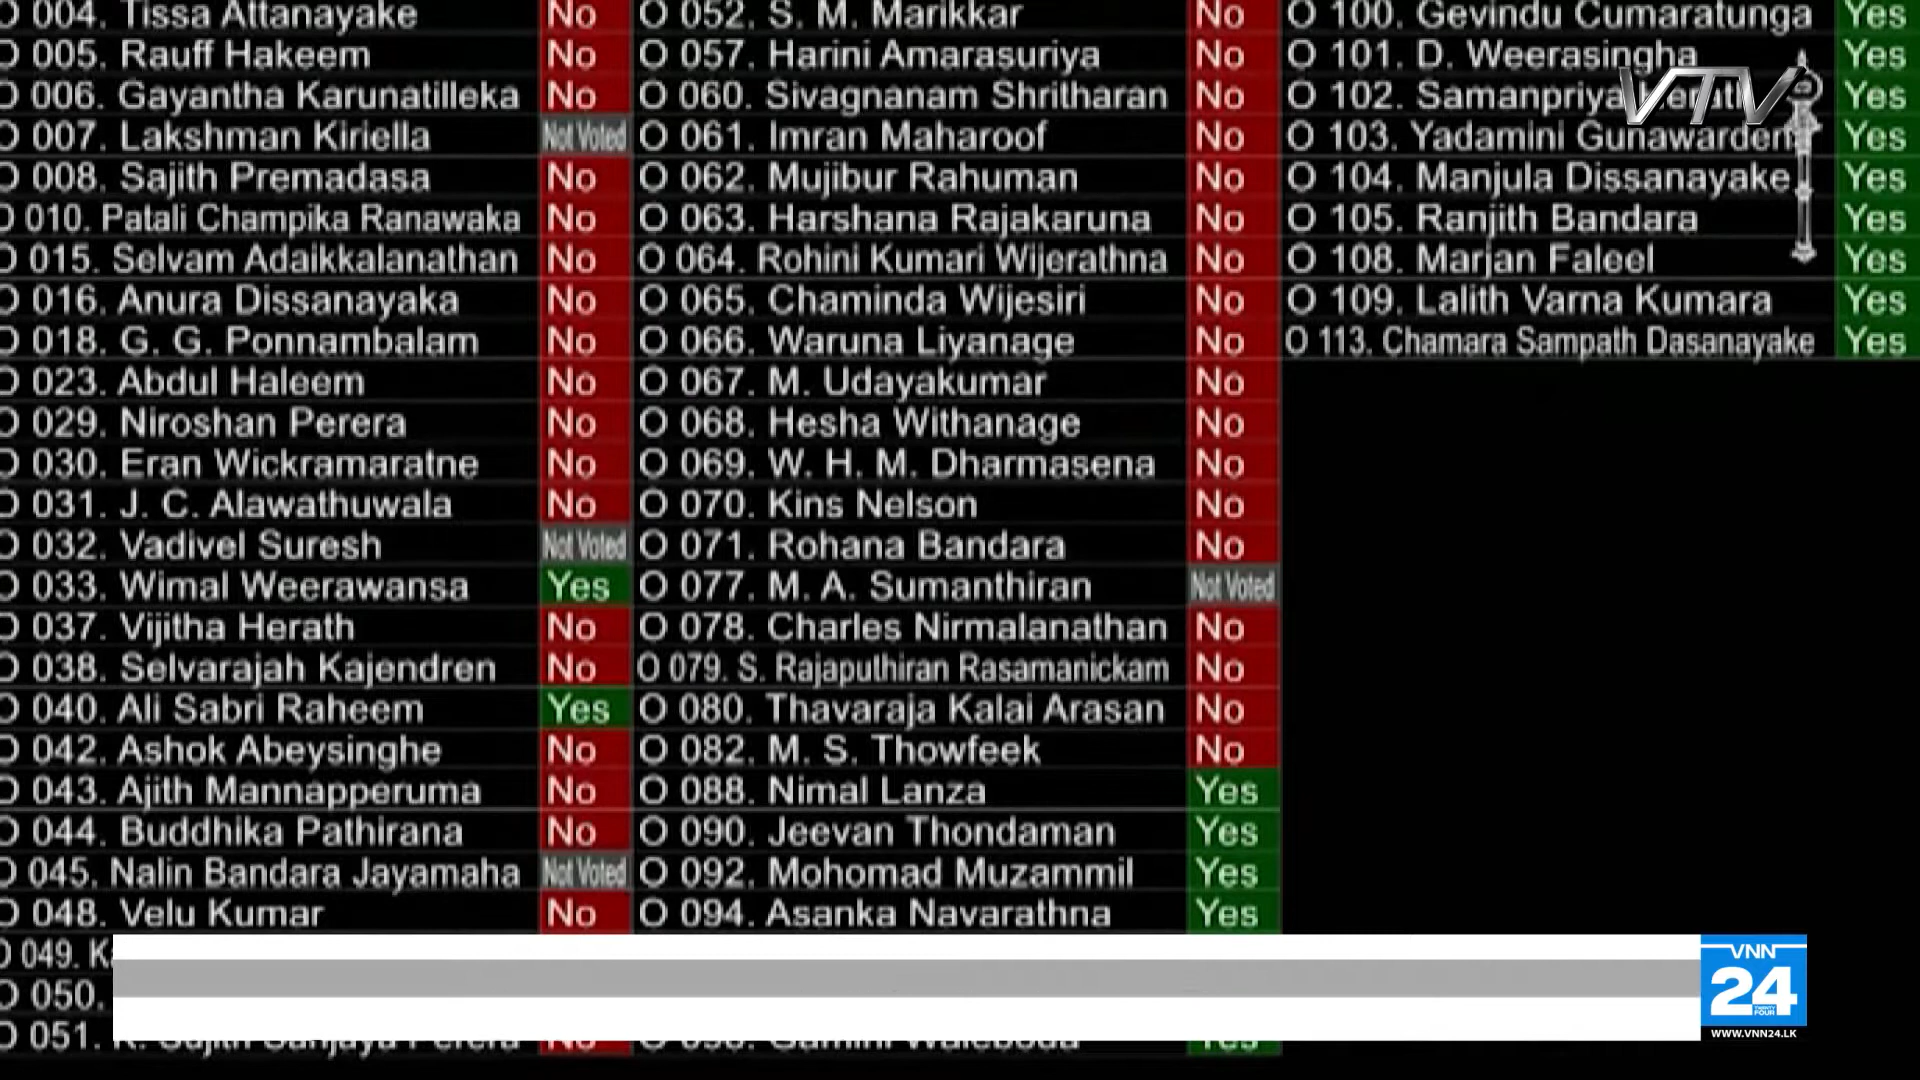 O 004. Tissa Attanayake No
O 005. Rauff Hakeem No
O 006. Gayantha Karunatilleka No
O 007. Lakshman Kiriella Not Voted
O 008. Sajith Premadasa No
O 010. Patali Champika Ranawaka No
O 015. Selvam Adaikkalanathan No
O 016. Anura Dissanayaka No
O 018. G. G. Ponnambalam No
O 023. Abdul Haleem No
O 029. Niroshan Perera No
O 030. Eran Wickramaratne No
O 031. J. C. Alawathuwala No
O 032. Vadivel Suresh Not Voted
O 033. Wimal Weerawansa Yes
O 037. Vijitha Herath No
O 038. Selvarajah Kajendren No
O 040. Ali Sabri Raheem Yes
O 042. Ashok Abeysinghe No
O 043. Ajith Mannapperuma No
O 044. Buddhika Pathirana No
O 045. Nalin Bandara Jayamaha Not Voted
O 048. Velu Kumar No
O 049.
O 050.
O 051. No
O 052. S. M. Marikkar No
O 057. Harini Amarasuriya No
O 060. Sivagnanam Shritharan No
O 061. Imran Maharoof No
O 062. Mujibur Rahuman No
O 063. Harshana Rajakaruna No
O 064. Rohini Kumari Wijerathna No
O 065. Chaminda Wijesiri No
O 066. Waruna Liyanage No
O 067. M. Udayakumar No
O 068. Hesha Withanage No
O 069. W. H. M. Dharmasena No
O 070. Kins Nelson No
O 071. Rohana Bandara No
O 077. M. A. Sumanthiran Not Voted
O 078. Charles Nirmalanathan No
O 079. S. Rajaputhiran Rasamanickam No
O 080. Thavaraja Kalai Arasan No
O 082. M. S. Thowfeek No
O 088. Nimal Lanza Yes
O 090. Jeevan Thondaman Yes
O 092. Mohomad Muzammil Yes
O 094. Asanka Navarathna Yes
Yes
O 100. Gevindu Cumaratunga Yes
O 101. D. Weerasingha Yes
O 102. Samanpriya Herath Yes
O 103. Yadamini Gunawardena Yes
O 104. Manjula Dissanayake Yes
O 105. Ranjith Bandara Yes
O 108. Marjan Faleel Yes
O 109. Lalith Varna Kumara Yes
O 113. Chamara Sampath Dasanayake Yes
VTV
VNN
24
TWENTY FOUR
WWW.VNN24.LK